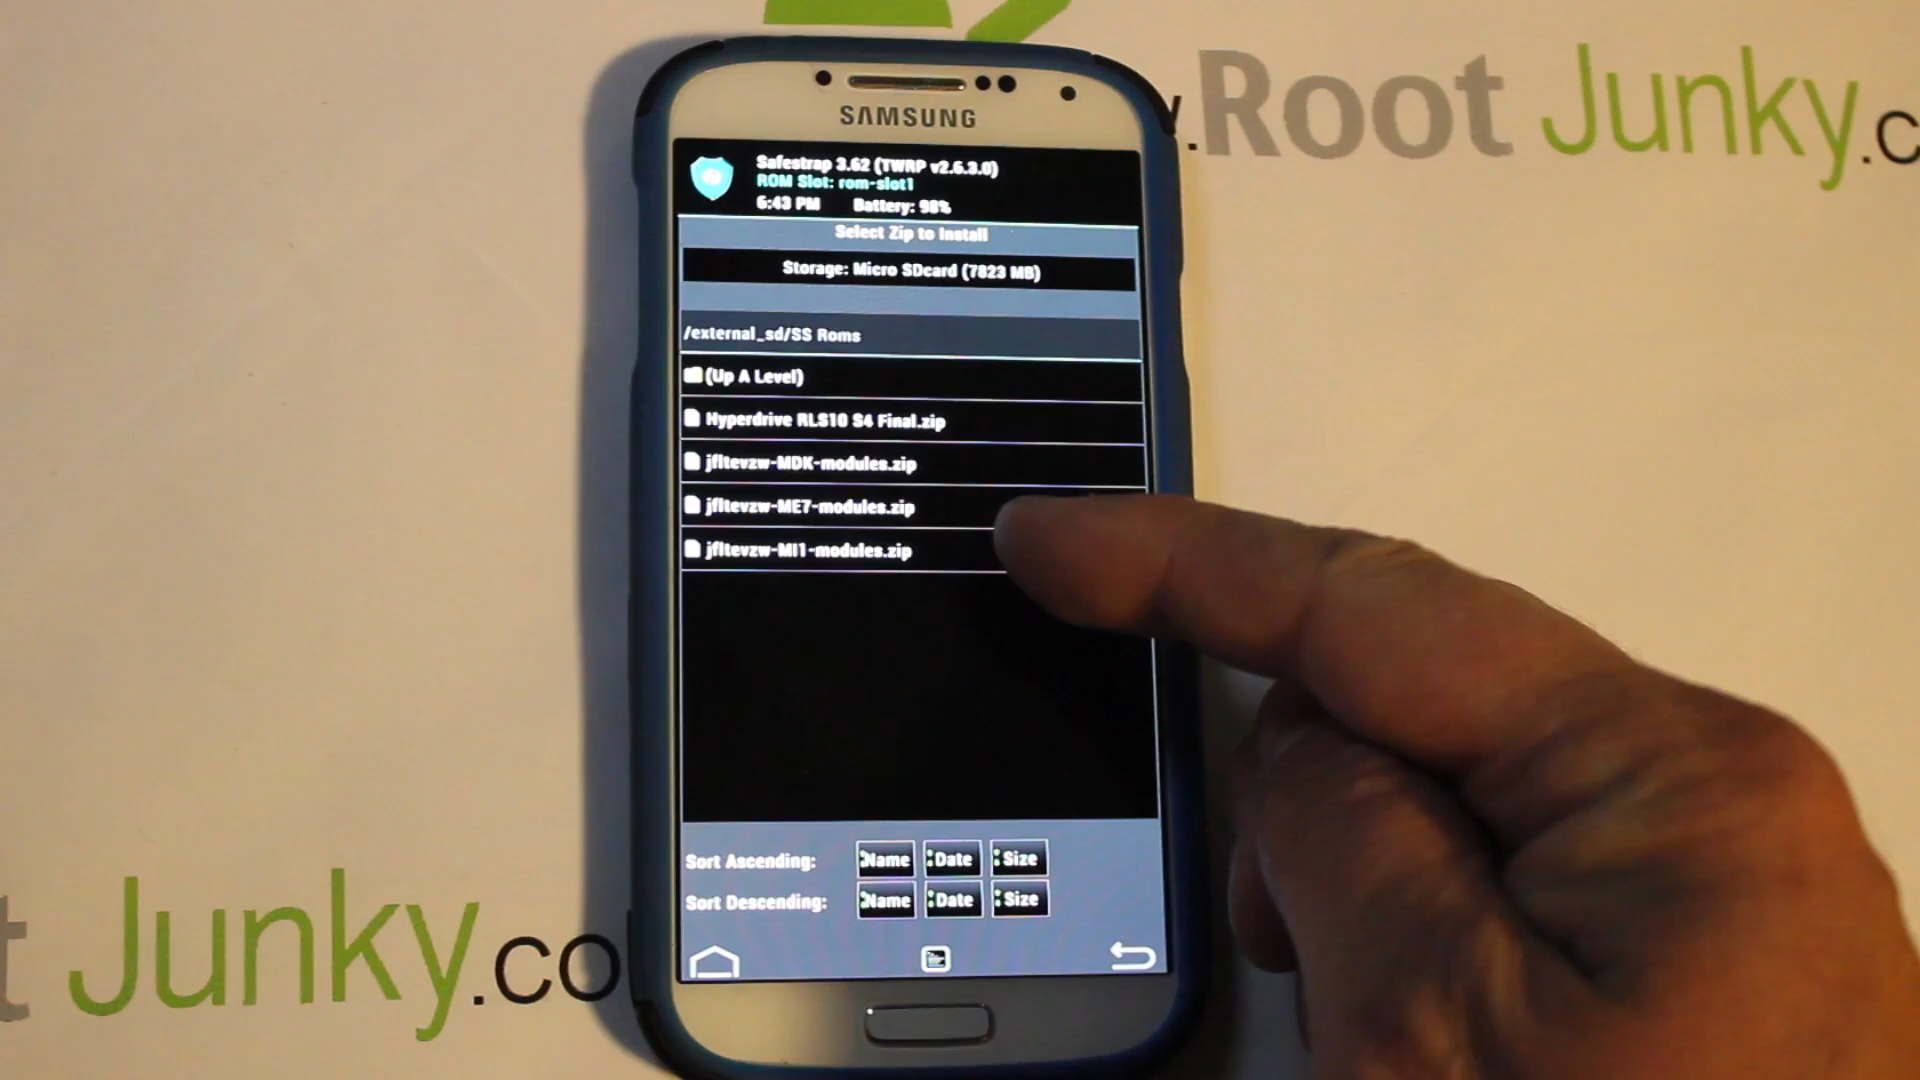 .Root Junky.c
SAMSUNG
Safestrap 3.62 (TWRP v2.6.3.0)
ROM Slot: rom-slot1
6:43 PM Battery: 98%
Select Zip to Install
Storage: Micro SDcard (7823 MB)
/external_sd/SS Roms
(Up A Level)
Hyperdrive RLS10 S4 Final.zip
jfltevzw-MDK-modules.zip
jfltevzw-ME7-modules.zip
jfltevzw-MI1-modules.zip
Sort Ascending: Name Date Size
Sort Descending: Name Date Size
t Junky.co